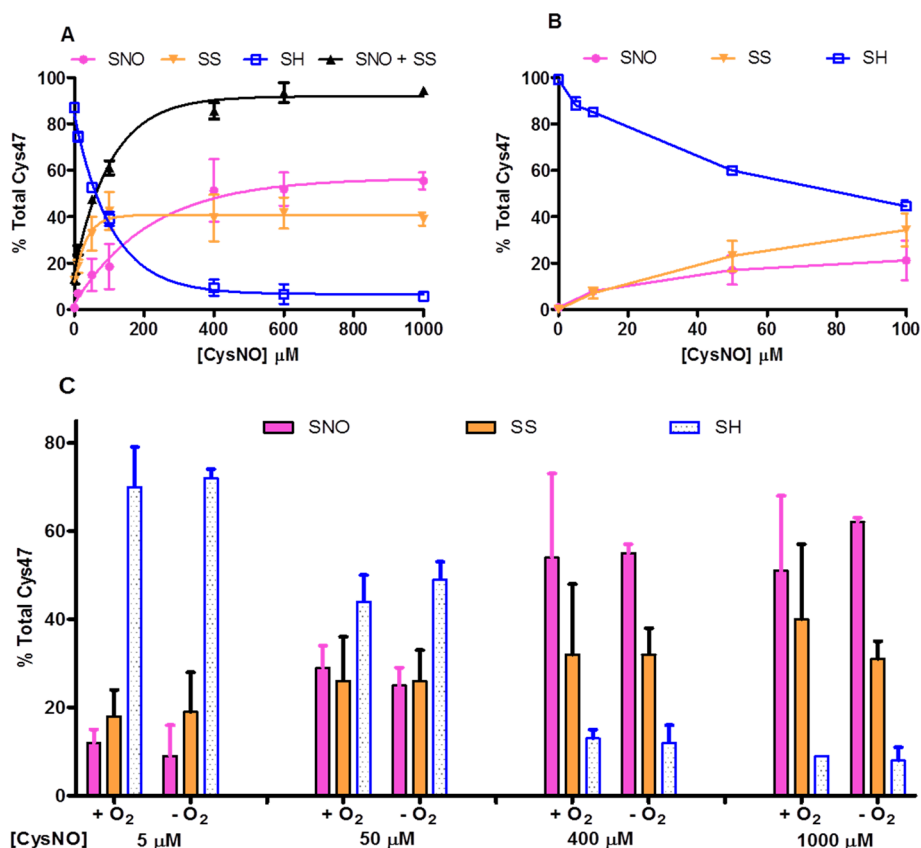 A
SNO SS SH SNO + SS
100
80
60
40
20
0
% Total Cys47
0 200 400 600 800 1000
[CysNO] μM
B
SNO SS SH
100
80
60
40
20
0
% Total Cys47
0 20 40 60 80 100
[CysNO] μM
C
SNO SS SH
80
60
40
20
0
% Total Cys47
+ O2 - O2 + O2 - O2 + O2 - O2 + O2 - O2
[CysNO] 5 μM 50 μM 400 μM 1000 μM